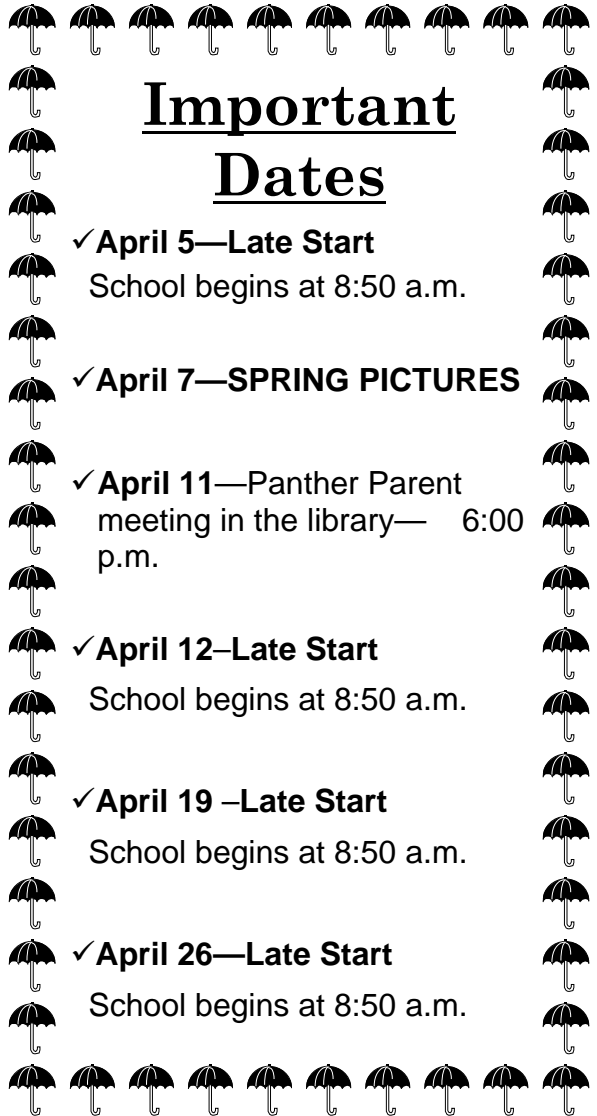 Important
Dates
✓April 5—Late Start
School begins at 8:50 a.m.
✓April 7—SPRING PICTURES
✓April 11—Panther Parent
meeting in the library— 6:00
p.m.
✓April 12–Late Start
School begins at 8:50 a.m.
✓April 19 –Late Start
School begins at 8:50 a.m.
✓April 26—Late Start
School begins at 8:50 a.m.